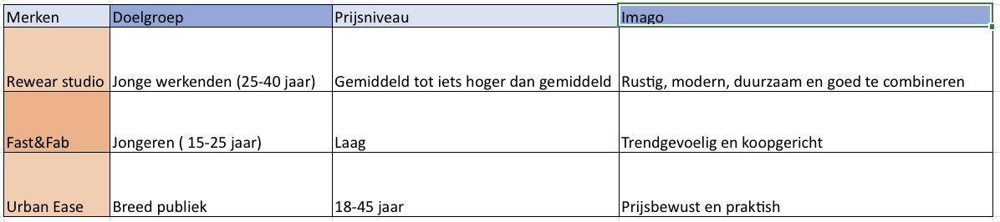 Merken Doelgroep Prijsniveau Imago
Rewear studio Jonge werkenden (25-40 jaar) Gemiddeld tot iets hoger dan gemiddeld Rustig, modern, duurzaam en goed te combineren
Fast&Fab Jongeren ( 15-25 jaar) Laag Trendgevoelig en koopgericht
Urban Ease Breed publiek 18-45 jaar Prijsbewust en praktish